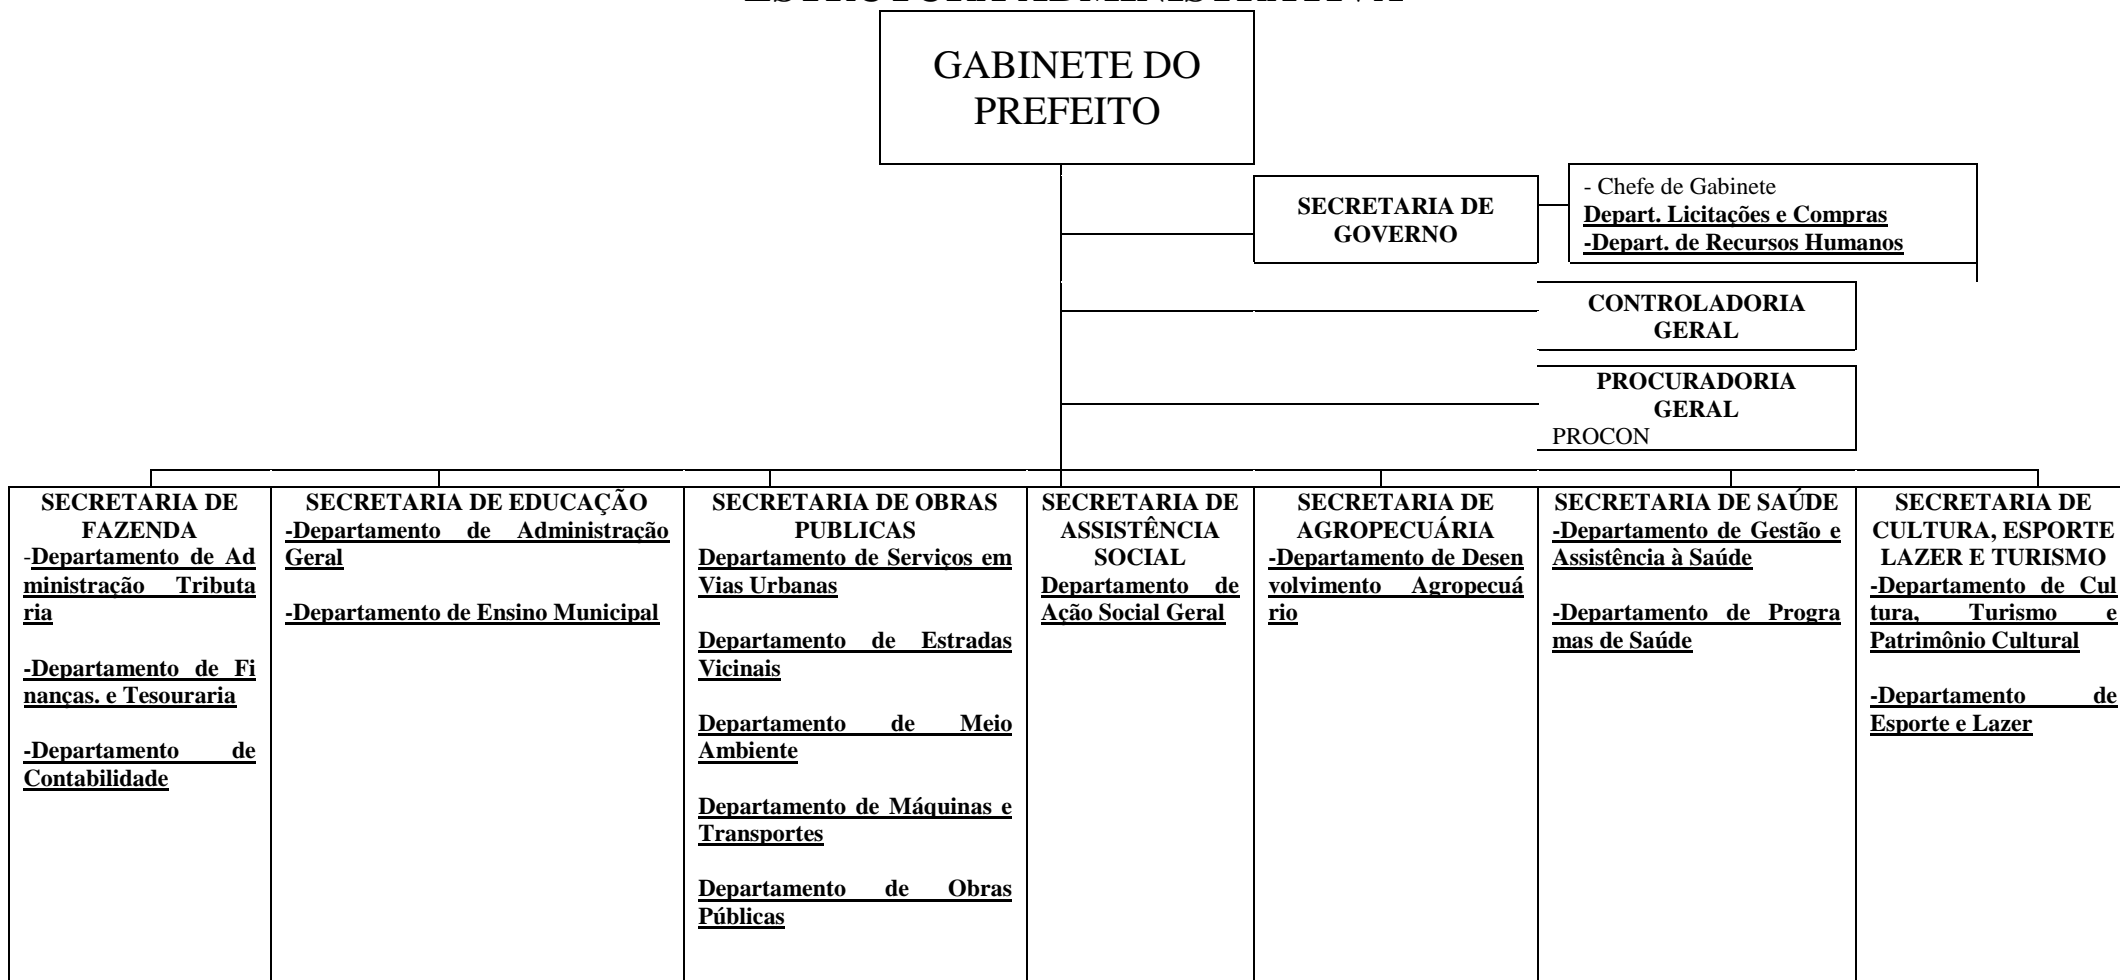 GABINETE DO
PREFEITO
SECRETARIA DE
GOVERNO
- Chefe de Gabinete
Depart. Licitações e Compras
-Depart. de Recursos Humanos
CONTROLADORIA
GERAL
PROCURADORIA
GERAL
PROCON
SECRETARIA DE
FAZENDA
-Departamento de Ad
ministração Tributa
ria
-Departamento de Fi
nanças. e Tesouraria
-Departamento de
Contabilidade
SECRETARIA DE EDUCAÇÃO
-Departamento de Administração
Geral
-Departamento de Ensino Municipal
SECRETARIA DE OBRAS
PUBLICAS
Departamento de Serviços em
Vias Urbanas
Departamento de Estradas
Vicinais
Departamento de Meio
Ambiente
Departamento de Máquinas e
Transportes
Departamento de Obras
Públicas
SECRETARIA DE
ASSISTÊNCIA
SOCIAL
Departamento de
Ação Social Geral
SECRETARIA DE
AGROPECUÁRIA
-Departamento de Desen
volvimento Agropecuá
rio
SECRETARIA DE SAÚDE
-Departamento de Gestão e
Assistência à Saúde
-Departamento de Progra
mas de Saúde
SECRETARIA DE
CULTURA, ESPORTE
LAZER E TURISMO
-Departamento de Cul
tura, Turismo e
Patrimônio Cultural
-Departamento de
Esporte e Lazer